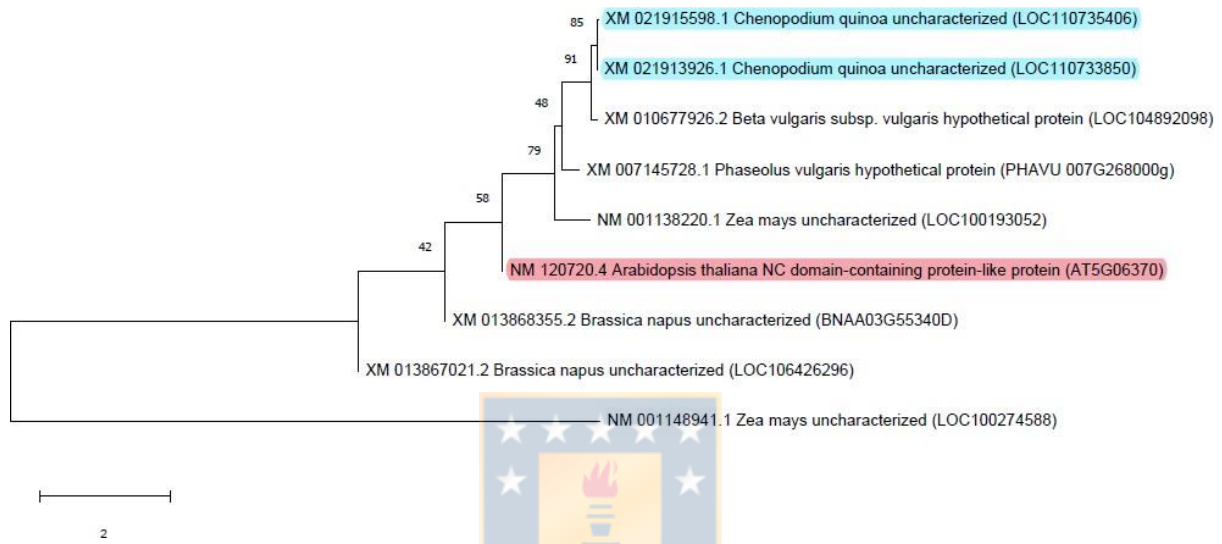 85
XM 021915598.1 Chenopodium quinoa uncharacterized (LOC110735406)
91
XM 021913926.1 Chenopodium quinoa uncharacterized (LOC110733850)
48
XM 010677926.2 Beta vulgaris subsp. vulgaris hypothetical protein (LOC104892098)
79
XM 007145728.1 Phaseolus vulgaris hypothetical protein (PHAVU 007G268000g)
58
NM 001138220.1 Zea mays uncharacterized (LOC100193052)
42
NM 120720.4 Arabidopsis thaliana NC domain-containing protein-like protein (AT5G06370)
XM 013868355.2 Brassica napus uncharacterized (BNAA03G55340D)
XM 013867021.2 Brassica napus uncharacterized (LOC106426296)
NM 001148941.1 Zea mays uncharacterized (LOC100274588)
2